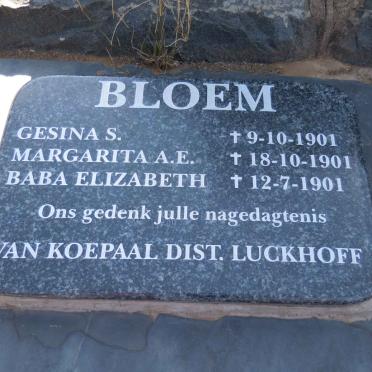 BLOEM
GESINA S. ✝ 9-10-1901
MARGARITA A.E. ✝ 18-10-1901
BABA ELIZABETH ✝ 12-7-1901
Ons gedenk julle nagedagtenis
VAN KOEPAAL DIST. LUCKHOFF